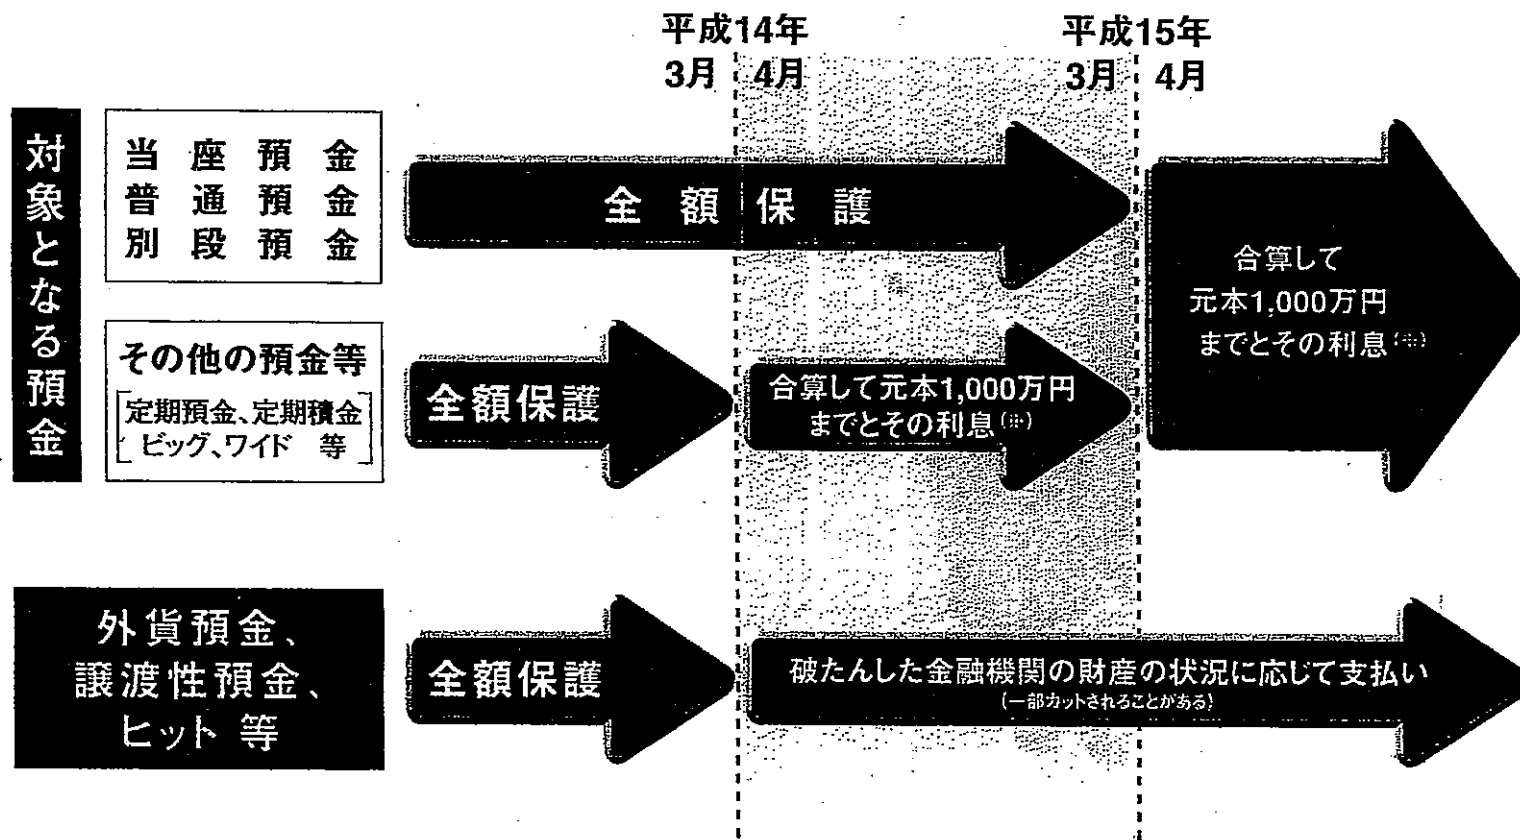 平成14年
3月 4月
平成15年
3月 4月
対象となる預金
当座預金
普通預金
別段預金
全額保護
合算して
元本1,000万円
までとその利息(※)
その他の預金等
定期預金、定期積金
ビッグ、ワイド 等
全額保護
合算して元本1,000万円
までとその利息(※)
外貨預金、
譲渡性預金、
ヒット 等
全額保護
破たんした金融機関の財産の状況に応じて支払い
(一部カットされることがある)